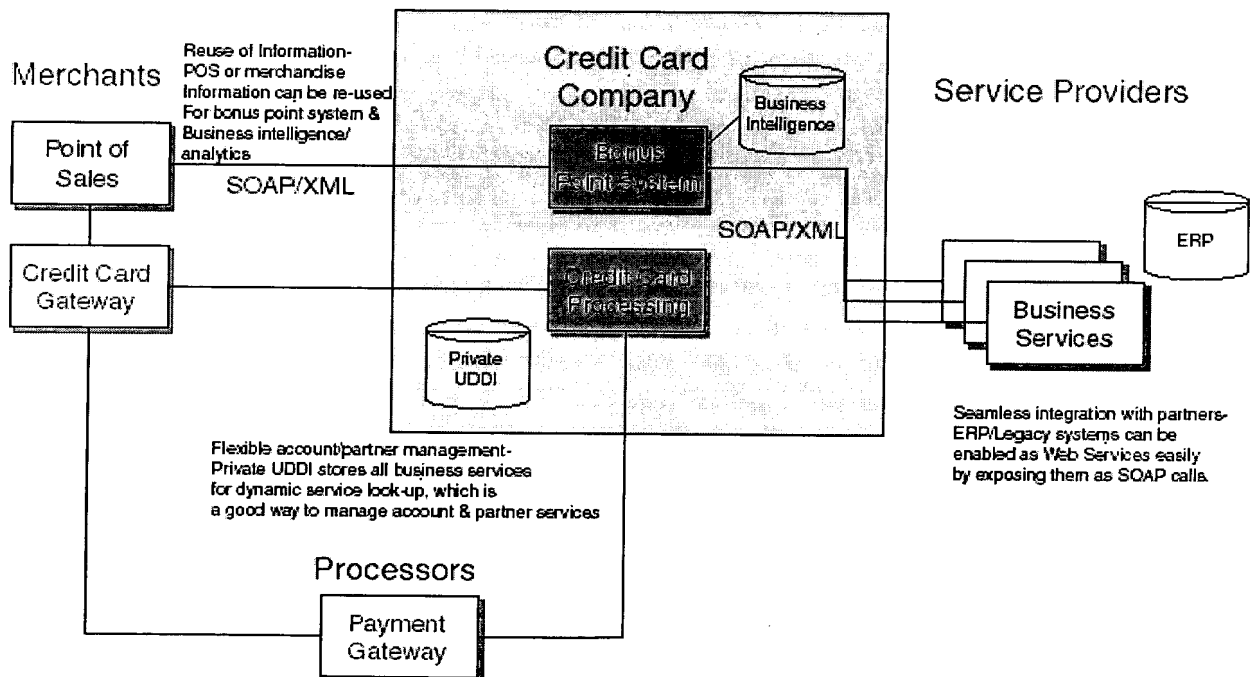 Merchants
Reuse of Information-
POS or merchandise
Information can be re-used
For bonus point system &
Business intelligence/
analytics
Point of
Sales
SOAP/XML
Credit Card
Gateway
Credit Card
Company
Business
Intelligence
Bonus
Point System
SOAP/XML
Credit Card
Processing
Private
UDDI
Service Providers
ERP
Business
Services
Seamless integration with partners-
ERP/Legacy systems can be
enabled as Web Services easily
by exposing them as SOAP calls.
Flexible account/partner management-
Private UDDI stores all business services
for dynamic service look-up, which is
a good way to manage account & partner services
Processors
Payment
Gateway